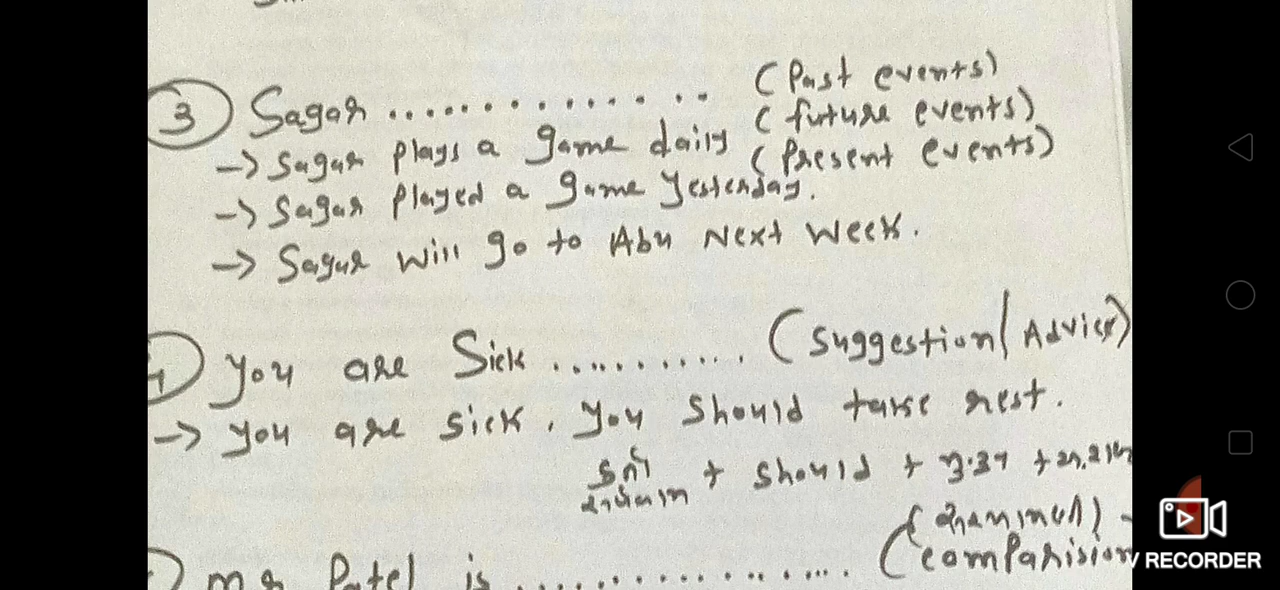 3 Sagar .............. (Past events)
(future events)
→ Sagar plays a game daily (Present events)
→ Sagar played a game yesterday.
→ Sagar will go to Abu Next Week.
4 You are Sick .......... (Suggestion/Advice)
→ you are sick. you should take rest.
કર્તા + should + મૂ.ક્રિ +
(comparision
Mr Patel is ................
V RECORDER